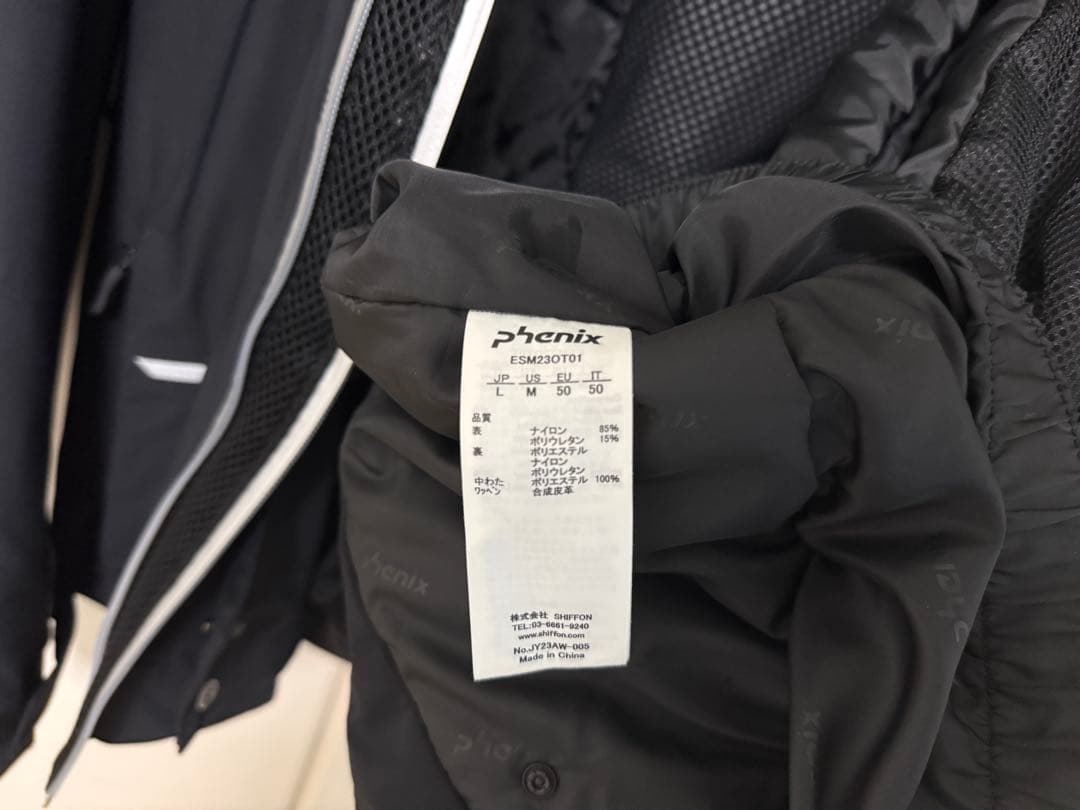 phenix
ESM23OT01
JP US EU IT
L M 50 50
品質
表 ナイロン 85%
ポリウレタン 15%
裏 ポリエステル
ナイロン
ポリウレタン
中わた ポリエステル 100%
ワッペン 合成皮革
株式会社 SHIFFON
TEL:03-6661-9240
www.shiffon.com
No.JY23AW-005
Made in China
phenix